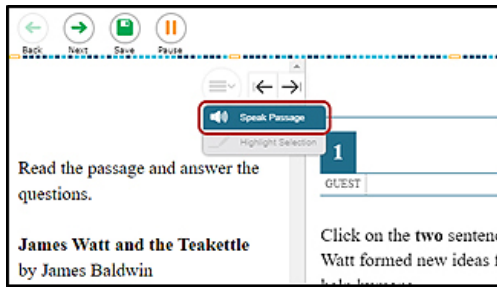 Back Next Save Pause
Speak Passage
Highlight Selection
Read the passage and answer the
questions.
James Watt and the Teakettle
by James Baldwin
1
GUEST
Click on the two sentenc
Watt formed new ideas f